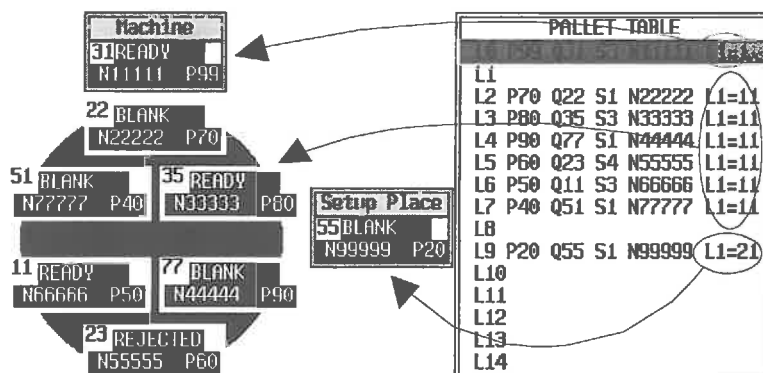 Machine
31 READY
N11111 P99
22 BLANK
N22222 P70
51 BLANK
N77777 P40
35 READY
N33333 P80
11 READY
N66666 P50
77 BLANK
N44444 P90
23 REJECTED
N55555 P60
Setup Place
55 BLANK
N99999 P20
PALLET TABLE
L1
L2 P70 Q22 S1 N22222 L1=11
L3 P80 Q35 S3 N33333 L1=11
L4 P90 Q77 S1 N44444 L1=11
L5 P60 Q23 S4 N55555 L1=11
L6 P50 Q11 S3 N66666 L1=11
L7 P40 Q51 S1 N77777 L1=11
L8
L9 P20 Q55 S1 N99999 L1=21
L10
L11
L12
L13
L14